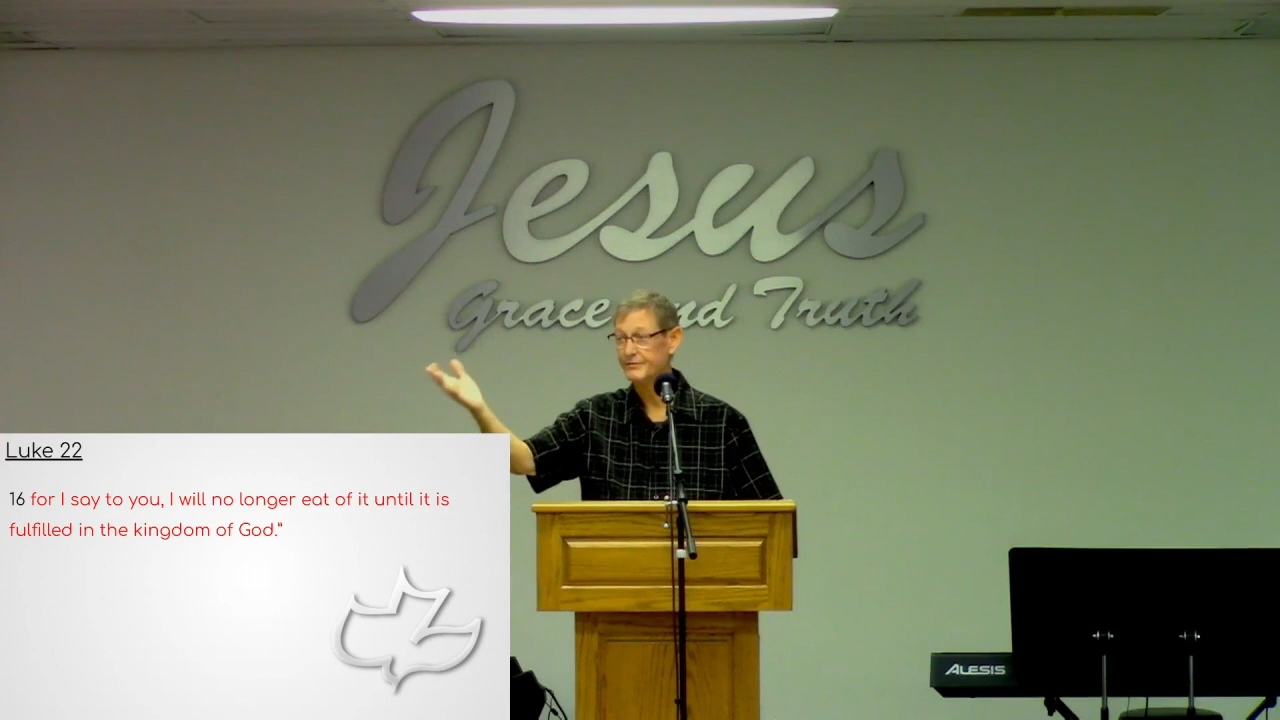 Jesus
Grace and Truth
Luke 22
16 for I say to you, I will no longer eat of it until it is
fulfilled in the kingdom of God.”
ALESIS